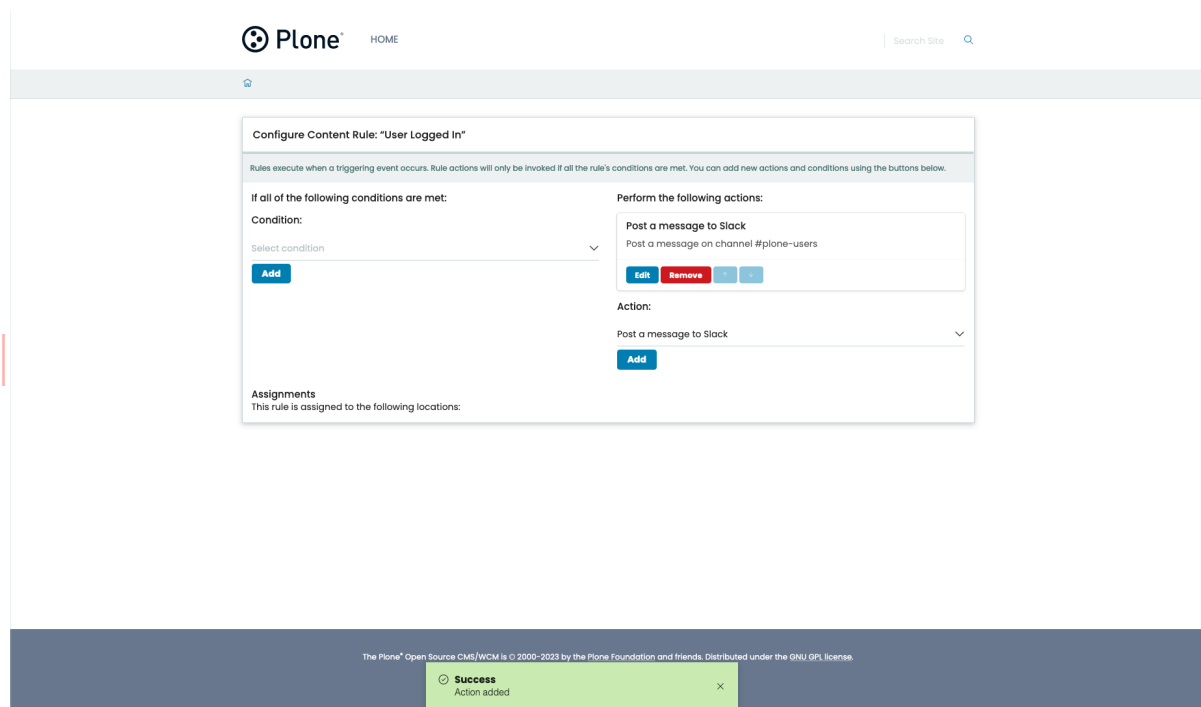 Plone®
HOME
Search Site
Configure Content Rule: “User Logged In”
Rules execute when a triggering event occurs. Rule actions will only be invoked if all the rule's conditions are met. You can add new actions and conditions using the buttons below.
If all of the following conditions are met:
Condition:
Select condition
Add
Perform the following actions:
Post a message to Slack
Post a message on channel #plone-users
Edit Remove ↑ ↓
Action:
Post a message to Slack
Add
Assignments
This rule is assigned to the following locations:
The Plone® Open Source CMS/WCM is © 2000-2023 by the Plone Foundation and friends. Distributed under the GNU GPL license.
Success
Action added